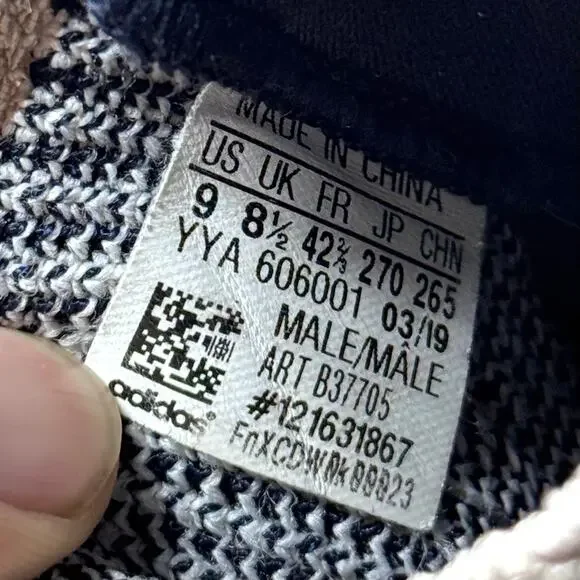 MADE IN CHINA
US UK FR JP CHN
9 8½ 42⅔ 270 265
YYA 606001 03/19
MALE/MÂLE
ART B37705
#121631867
adidas